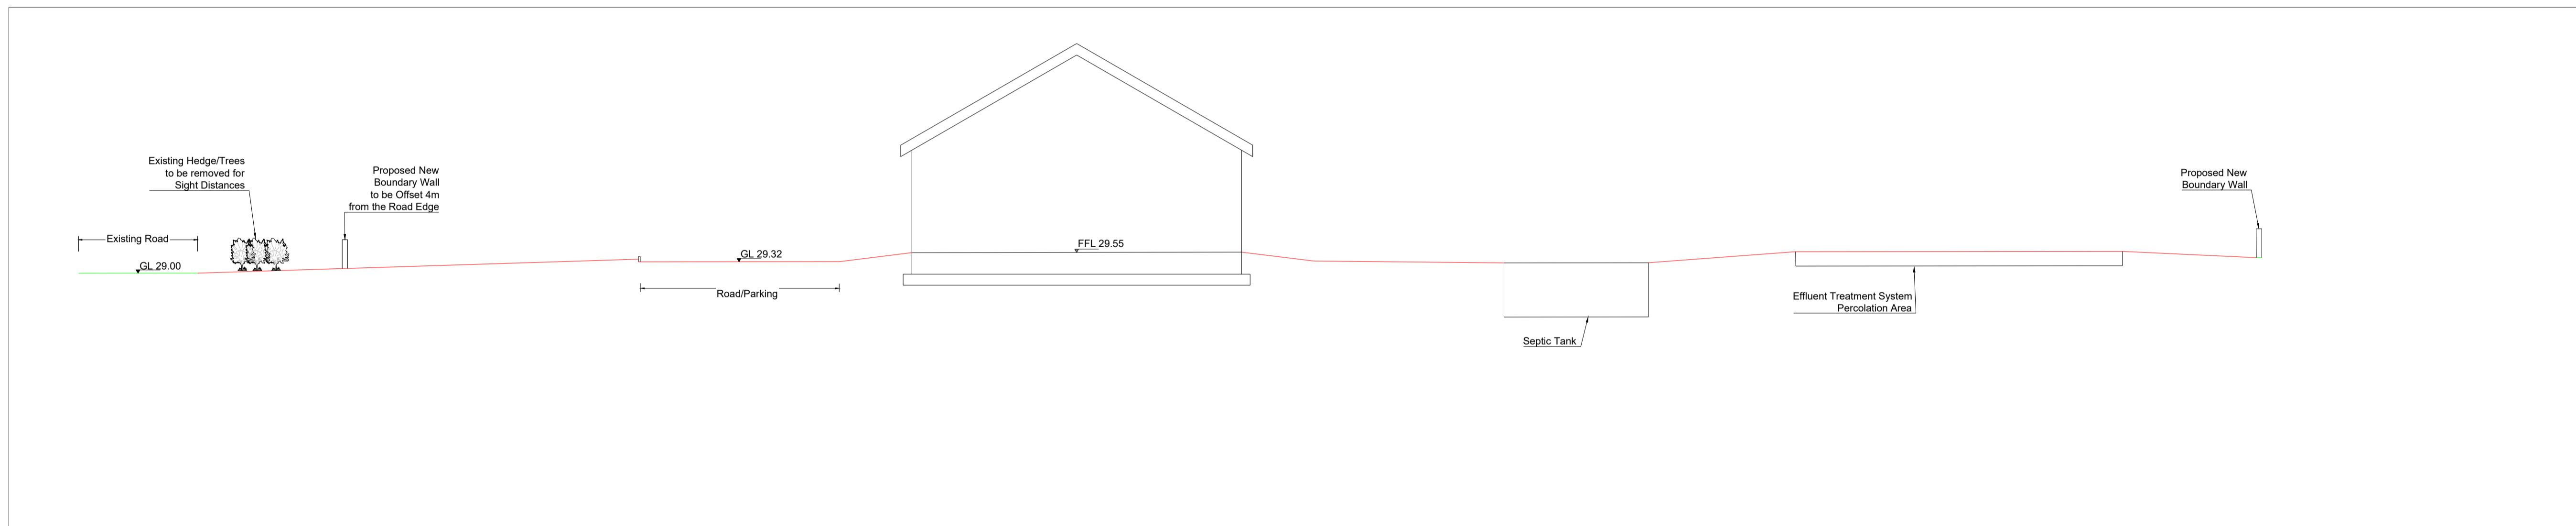 Existing Hedge/Trees
to be removed for
Sight Distances
Proposed New
Boundary Wall
to be Offset 4m
from the Road Edge
Existing Road
GL 29.00
GL 29.32
Road/Parking
FFL 29.55
Septic Tank
Effluent Treatment System
Percolation Area
Proposed New
Boundary Wall